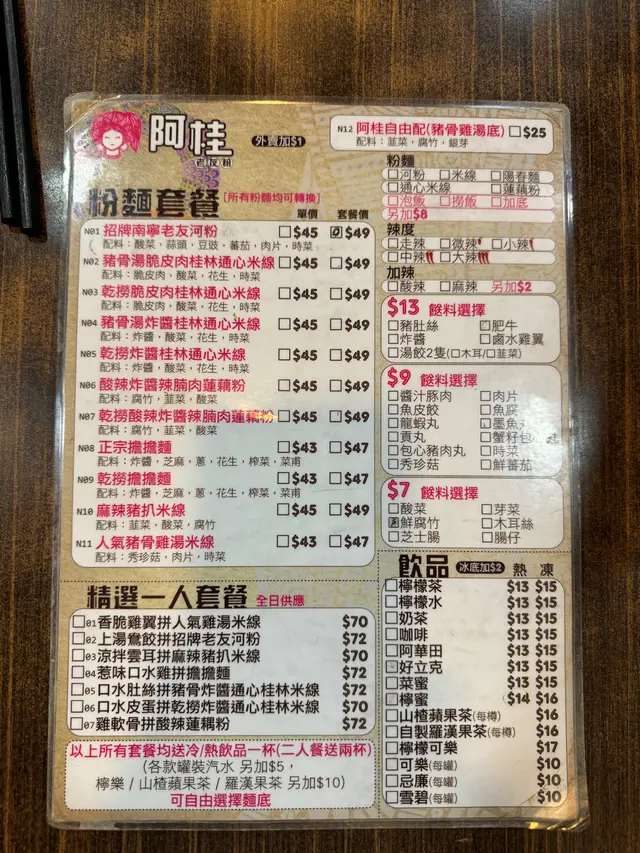 阿桂
老友粉
外賣加$1
粉麵套餐
[所有粉麵均可轉換]
單價 套餐價
N01 招牌南寧老友河粉 $45 $49
配料：酸菜，蒜頭，豆豉，蕃茄，肉片，時菜
N02 豬骨湯脆皮肉桂林通心米線 $45 $49
配料：脆皮肉，酸菜，花生，時菜
N03 乾撈脆皮肉桂林通心米線 $45 $49
配料：脆皮肉，酸菜，花生，時菜
N04 豬骨湯炸醬桂林通心米線 $45 $49
配料：炸醬，酸菜，花生，時菜
N05 乾撈炸醬桂林通心米線 $45 $49
配料：炸醬，酸菜，花生，時菜
N06 酸辣炸醬辣腩肉蓮藕粉 $45 $49
配料：腐竹，韮菜，酸菜
N07 乾撈酸辣炸醬辣腩肉蓮藕粉 $45 $49
配料：腐竹，韮菜，酸菜
N08 正宗擔擔麵 $43 $47
配料：炸醬，芝麻，蔥，花生，榨菜，菜甫
N09 乾撈擔擔麵 $43 $47
配料：炸醬，芝麻，蔥，花生，榨菜，菜甫
N10 麻辣豬扒米線 $45 $49
配料：韮菜，酸菜，腐竹
N11 人氣豬骨雞湯米線 $43 $47
配料：秀珍菇，肉片，時菜
精選一人套餐 全日供應
01 香脆雞翼拼人氣雞湯米線 $70
02 上湯鴦餃拼招牌老友河粉 $72
03 涼拌雲耳拼麻辣豬扒米線 $70
04 惹味口水雞拼擔擔麵 $72
05 口水肚絲拼豬骨炸醬通心桂林米線 $72
06 口水皮蛋拼乾撈炸醬通心桂林米線 $70
07 雞軟骨拼酸辣蓮藕粉 $72
以上所有套餐均送冷/熱飲品一杯(二人餐送兩杯)
(各款罐裝汽水 另加$5，
檸樂 / 山楂蘋果茶 / 羅漢果茶 另加$10)
可自由選擇麵底
N12 阿桂自由配(豬骨雞湯底) $25
配料：韮菜，腐竹，銀芽
粉麵
河粉 米線 陽春麵
通心米線 蓮藕粉
泡飯 撈飯 加底
另加$8
辣度
走辣 微辣 小辣
中辣 大辣
加辣
酸辣 麻辣 另加$2
$13 餸料選擇
豬肚絲 肥牛
炸醬 鹵水雞翼
湯餃2隻(木耳/韮菜)
$9 餸料選擇
醬汁豚肉 肉片
魚皮餃 魚腐
龍蝦丸 墨魚丸
貢丸 蟹籽包
包心豬肉丸 時菜
秀珍菇 鮮蕃茄
$7 餸料選擇
酸菜 芽菜
鮮腐竹 木耳絲
芝士腸 腸仔
飲品 冰底加$2 熱 凍
檸檬茶 $13 $15
檸檬水 $13 $15
奶茶 $13 $15
咖啡 $13 $15
阿華田 $13 $15
好立克 $13 $15
菜蜜 $13 $15
檸蜜 $14 $16
山楂蘋果茶(每樽) $16
自製羅漢果茶(每樽) $16
檸檬可樂 $17
可樂(每罐) $10
忌廉(每罐) $10
雪碧(每罐) $10